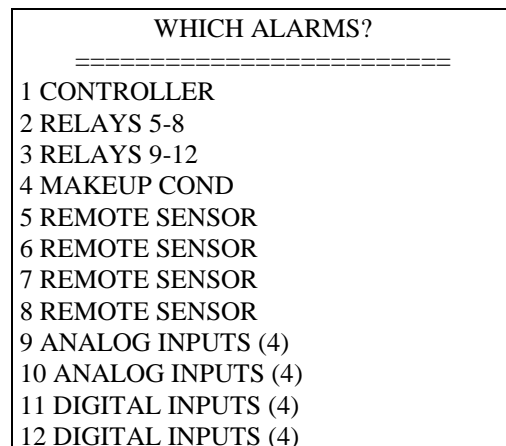 WHICH ALARMS?
=========================
1 CONTROLLER
2 RELAYS 5-8
3 RELAYS 9-12
4 MAKEUP COND
5 REMOTE SENSOR
6 REMOTE SENSOR
7 REMOTE SENSOR
8 REMOTE SENSOR
9 ANALOG INPUTS (4)
10 ANALOG INPUTS (4)
11 DIGITAL INPUTS (4)
12 DIGITAL INPUTS (4)